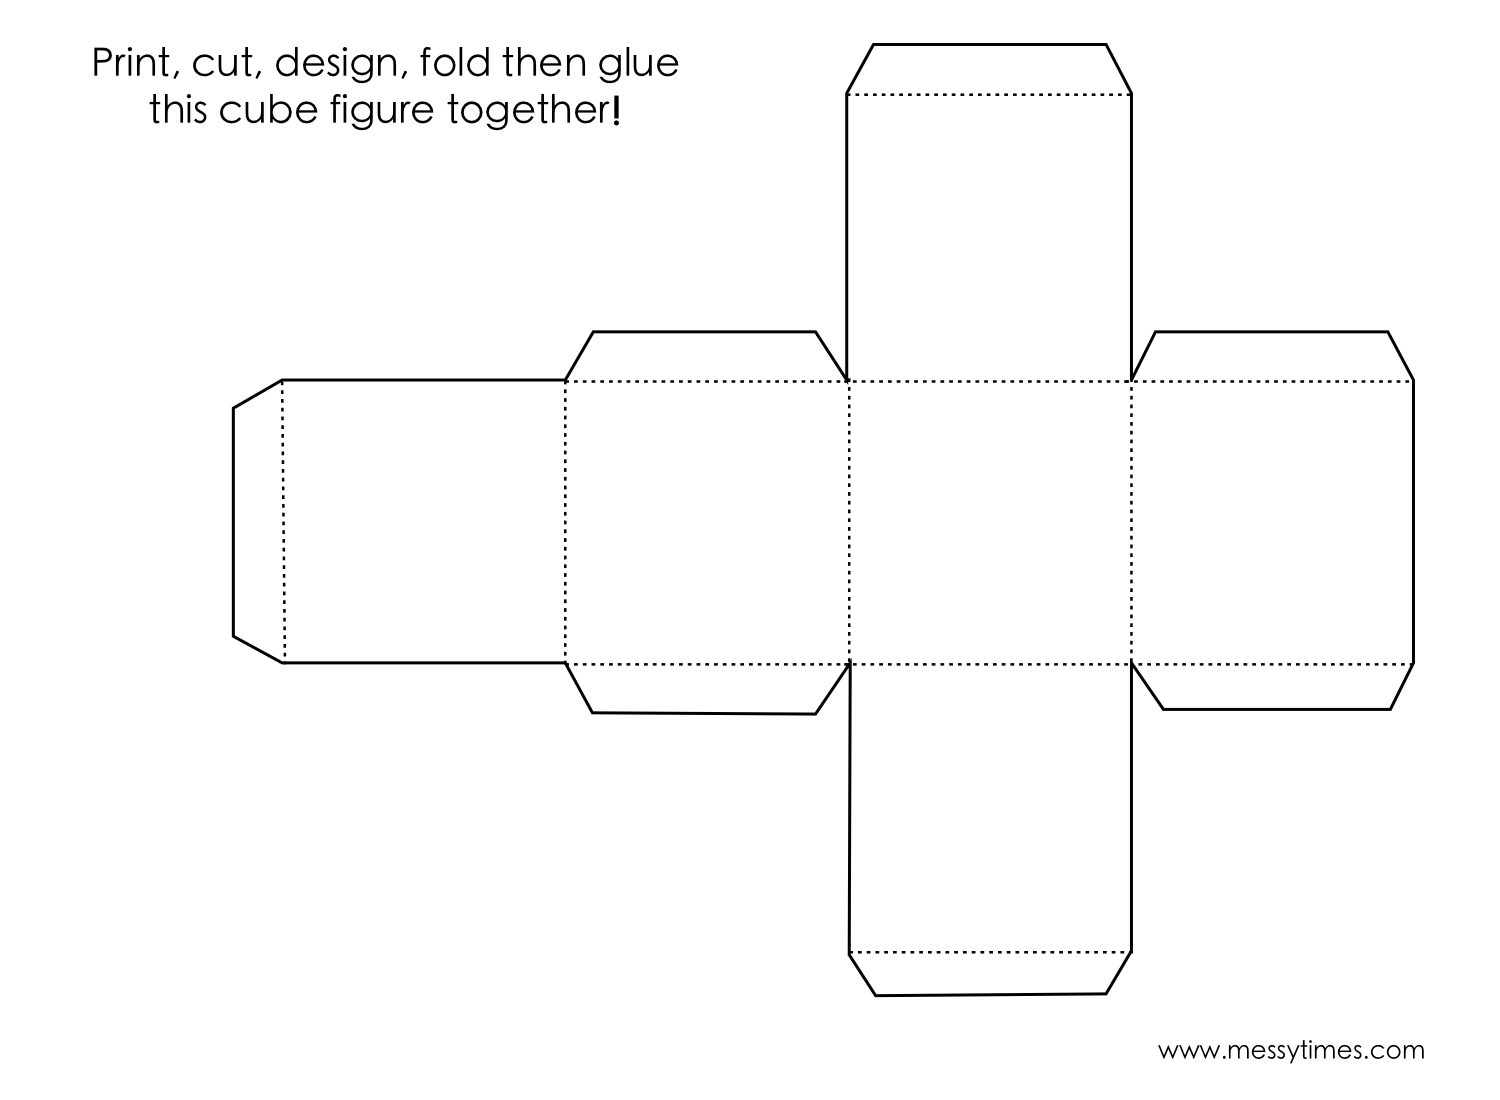 Print, cut, design, fold then glue
this cube figure together!
www.messytimes.com